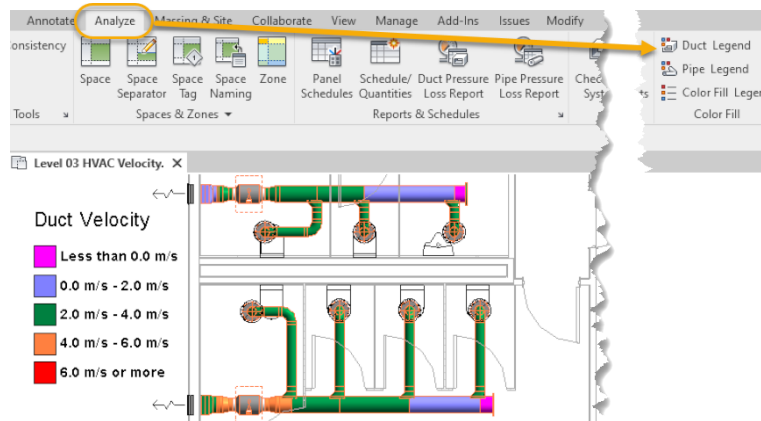 Annotate Analyze Massing & Site Collaborate View Manage Add-Ins Issues Modify
onsistency
Space Space Space Space Zone Panel Schedule/ Duct Pressure Pipe Pressure
Separator Tag Naming Schedules Quantities Loss Report Loss Report
Tools Spaces & Zones Reports & Schedules
Duct Legend
Pipe Legend
Color Fill
Color Fill
Level 03 HVAC Velocity.
Duct Velocity
Less than 0.0 m/s
0.0 m/s - 2.0 m/s
2.0 m/s - 4.0 m/s
4.0 m/s - 6.0 m/s
6.0 m/s or more